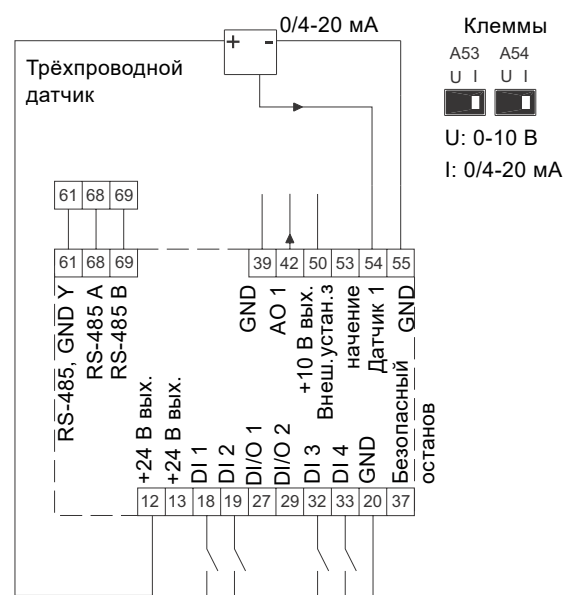 0/4-20 мА
+ -
Трёхпроводной
датчик
Клеммы
A53 A54
U I U I
U: 0-10 В
I: 0/4-20 мА
61 68 69
61 68 69
39 42 50 53 54 55
RS-485, GND Y
RS-485 A
RS-485 B
GND
AO 1
+10 В вых.
Внеш.устан.з
начение
Датчик 1
GND
+24 В вых.
+24 В вых.
DI 1
DI 2
DI/O 1
DI/O 2
DI 3
DI 4
GND
Безопасный
останов
12 13 18 19 27 29 32 33 20 37